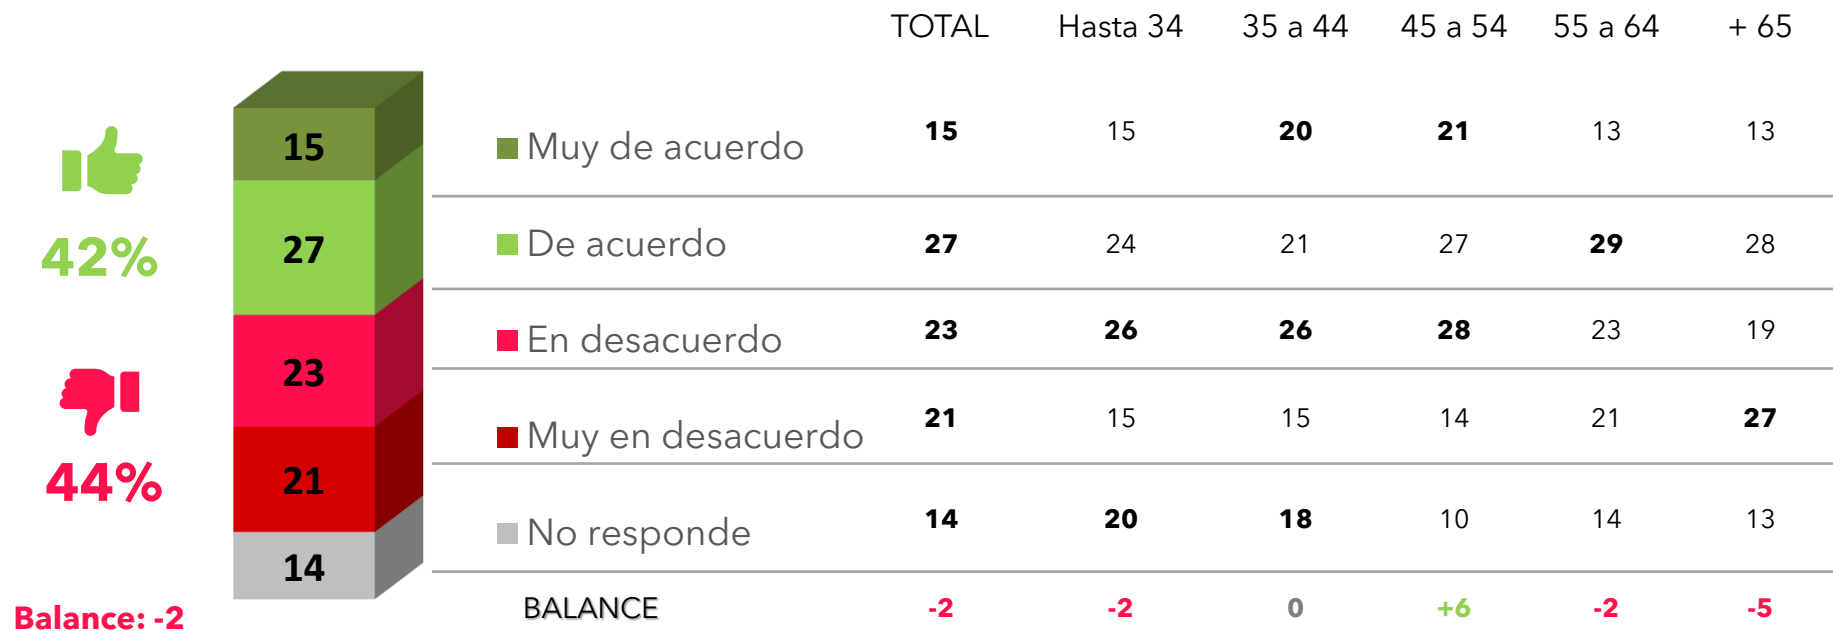 TOTAL Hasta 34 35 a 44 45 a 54 55 a 64 + 65
15 Muy de acuerdo 15 15 20 21 13 13
42% 27 De acuerdo 27 24 21 27 29 28
23 En desacuerdo 23 26 26 28 23 19
44% 21 Muy en desacuerdo 21 15 15 14 21 27
14 No responde 14 20 18 10 14 13
Balance: -2 BALANCE -2 -2 0 +6 -2 -5